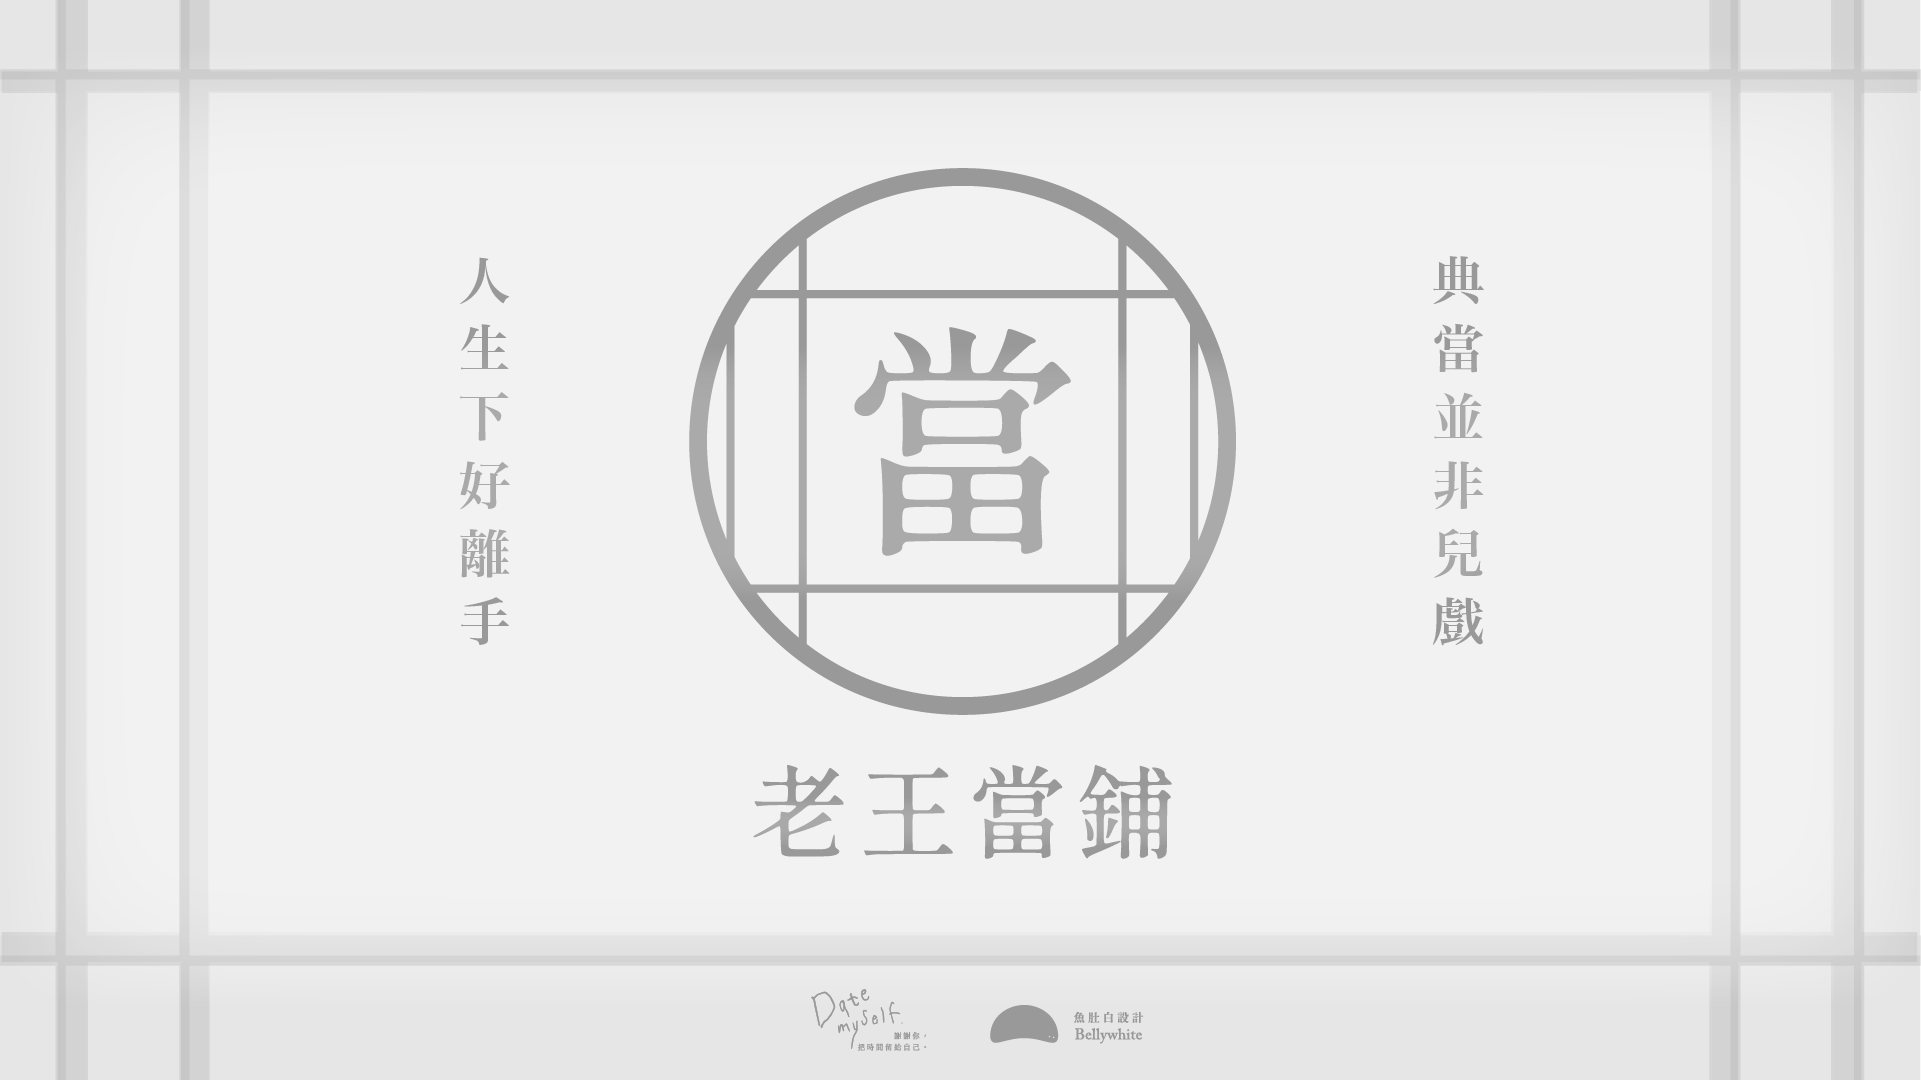 典當並非兒戲
人生下好離手
當
老王當鋪
Date
myself.
謝謝你，
把時間留給自己。
魚肚白設計
Bellywhite